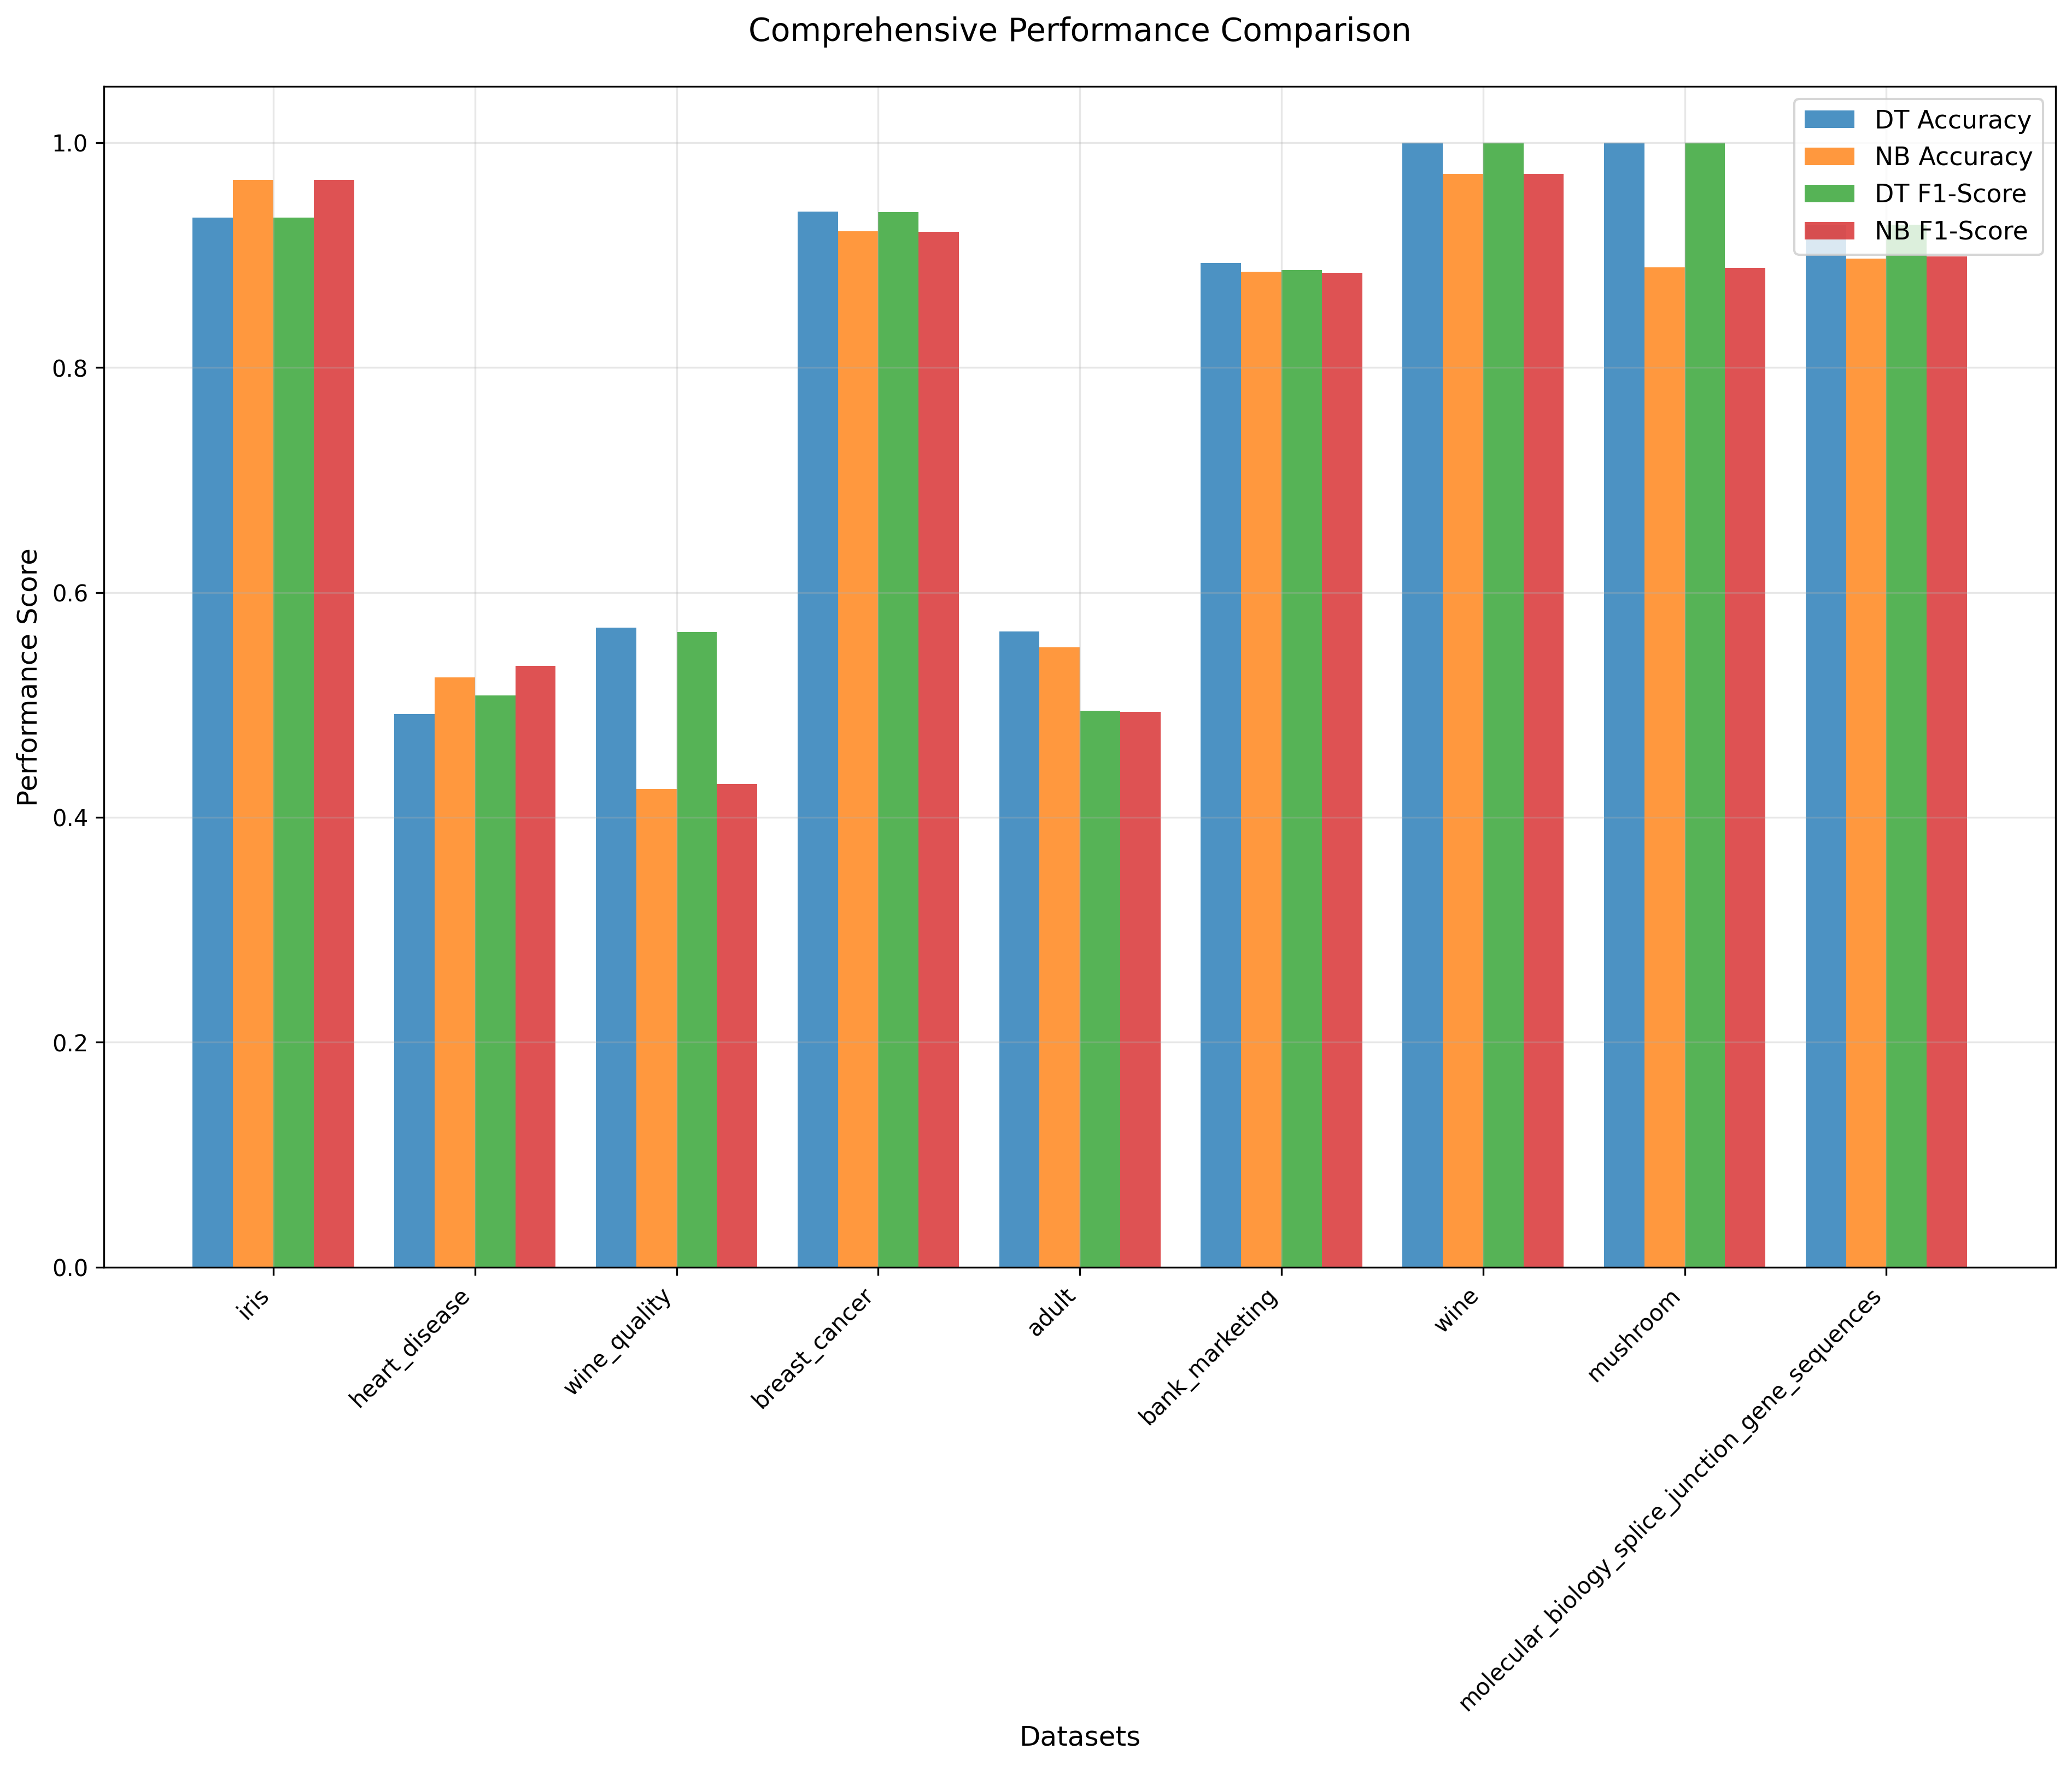 Comprehensive Performance Comparison
DT Accuracy
NB Accuracy
DT F1-Score
NB F1-Score
Performance Score
1.0
0.8
0.6
0.4
0.2
0.0
iris
heart_disease
wine_quality
breast_cancer
adult
bank_marketing
wine
mushroom
molecular_biology_splice_junction_gene_sequences
Datasets